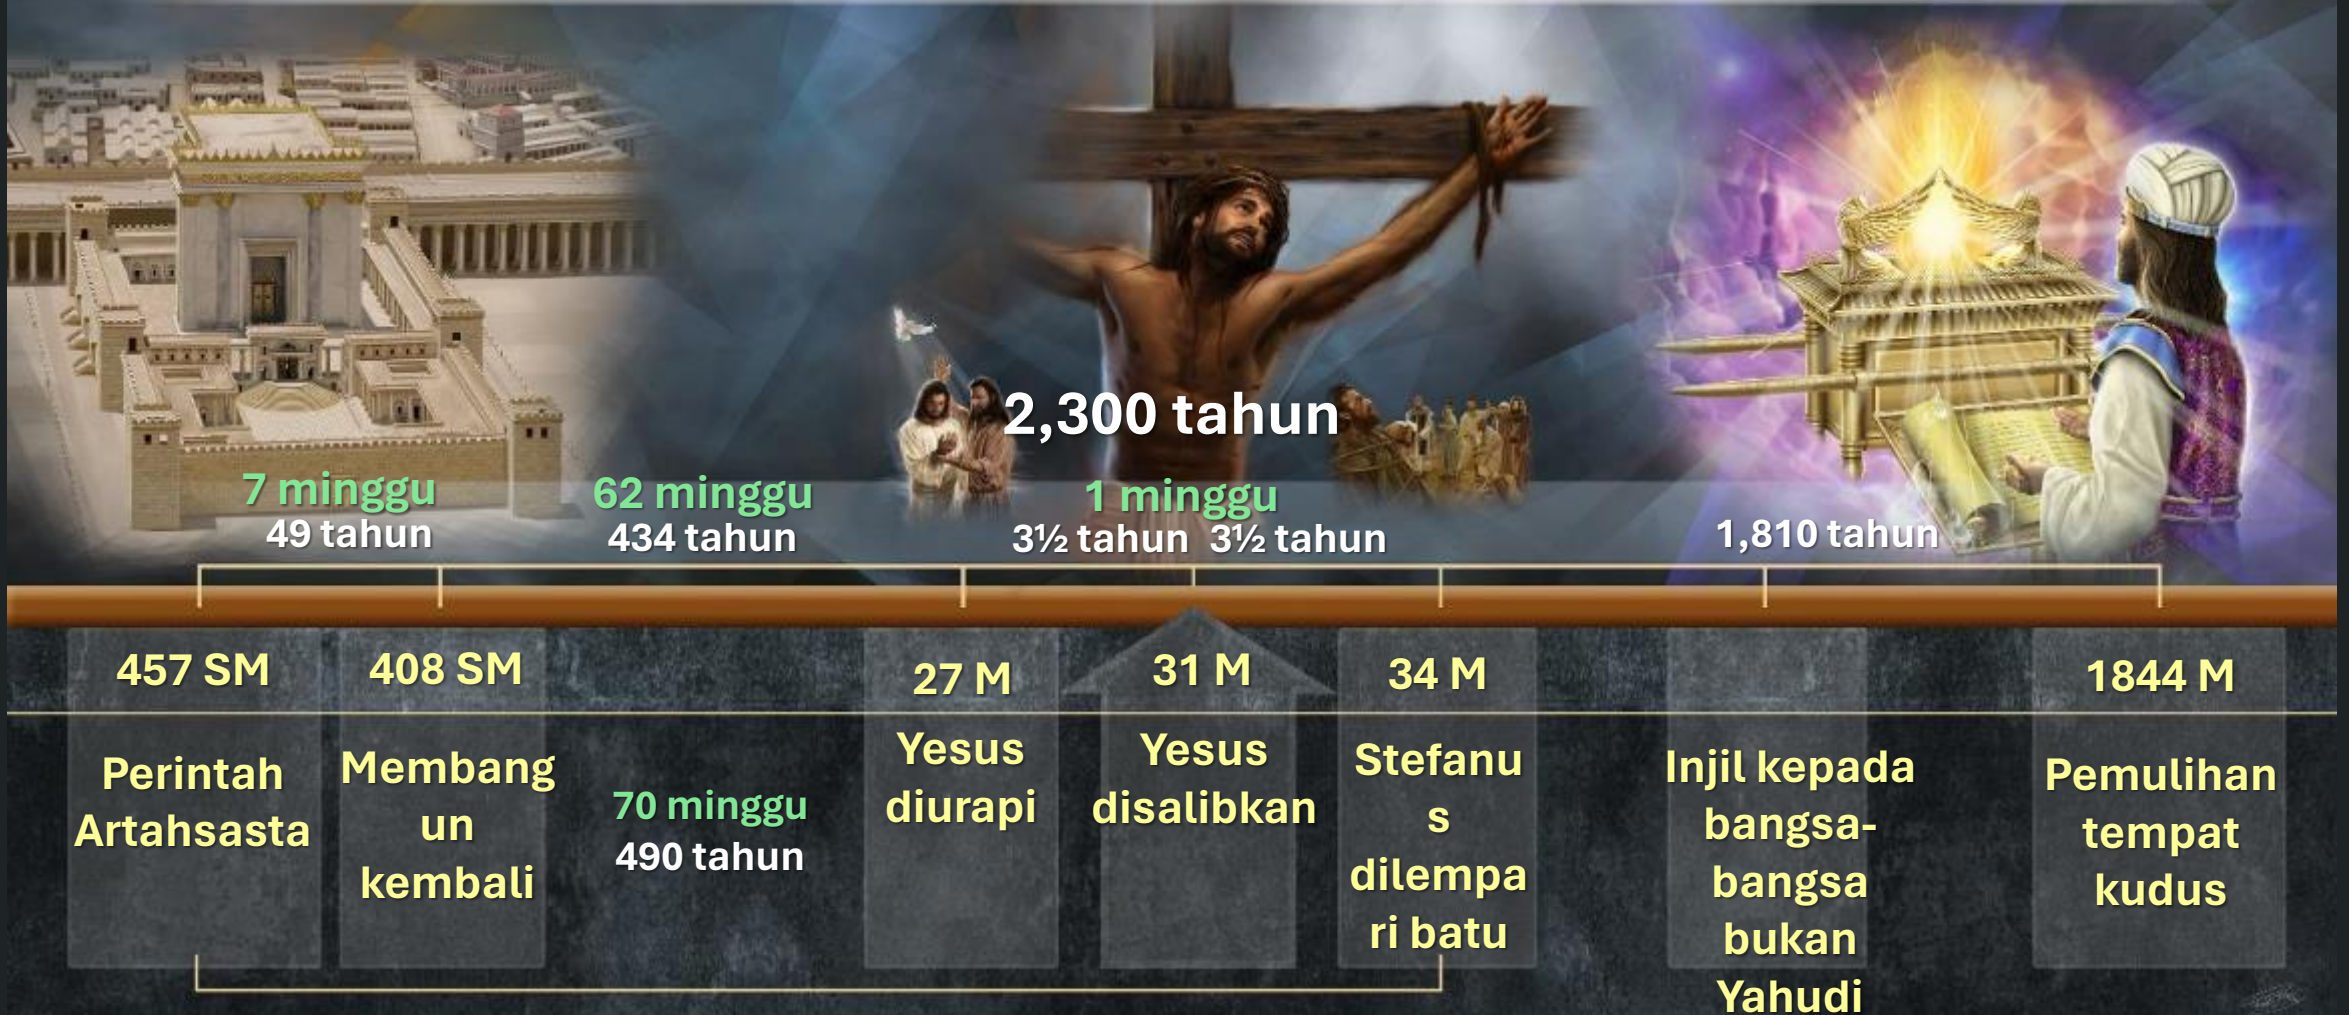 2,300 tahun
7 minggu
49 tahun
62 minggu
434 tahun
1 minggu
3½ tahun 3½ tahun
1,810 tahun
457 SM
408 SM
27 M
31 M
34 M
1844 M
Perintah
Artahsasta
Membang
un
kembali
70 minggu
490 tahun
Yesus
diurapi
Yesus
disalibkan
Stefanu
s
dilempa
ri batu
Injil kepada
bangsa-
bangsa
bukan
Yahudi
Pemulihan
tempat
kudus